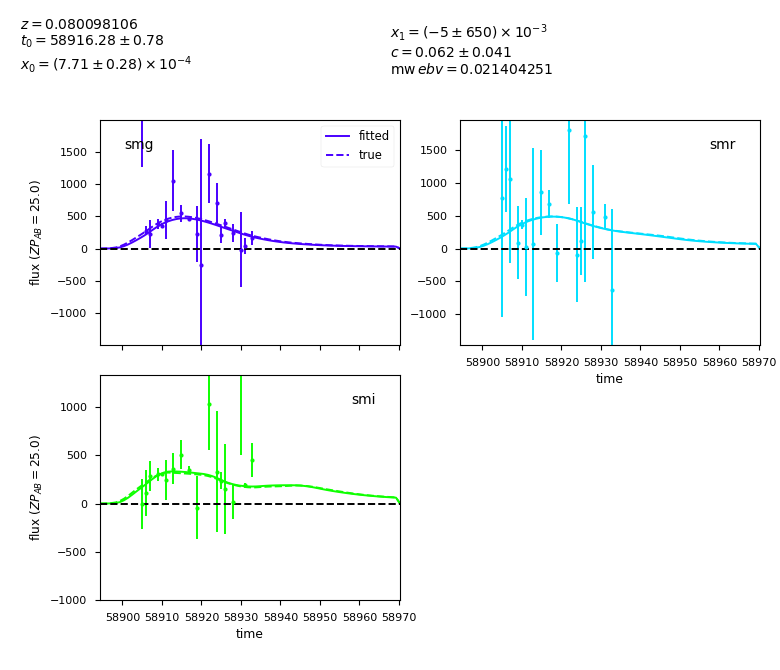 z = 0.080098106
t₀ = 58916.28 ± 0.78
x₀ = (7.71 ± 0.28) × 10⁻⁴
x₁ = (−5 ± 650) × 10⁻³
c = 0.062 ± 0.041
mw ebv = 0.021404251
smg
fitted
true
1500
1000
500
0
−500
−1000
flux (ZP_AB = 25.0)
smr
1500
1000
500
0
−500
−1000
58900 58910 58920 58930 58940 58950 58960 58970
time
smi
1000
500
0
−500
−1000
flux (ZP_AB = 25.0)
58900 58910 58920 58930 58940 58950 58960 58970
time